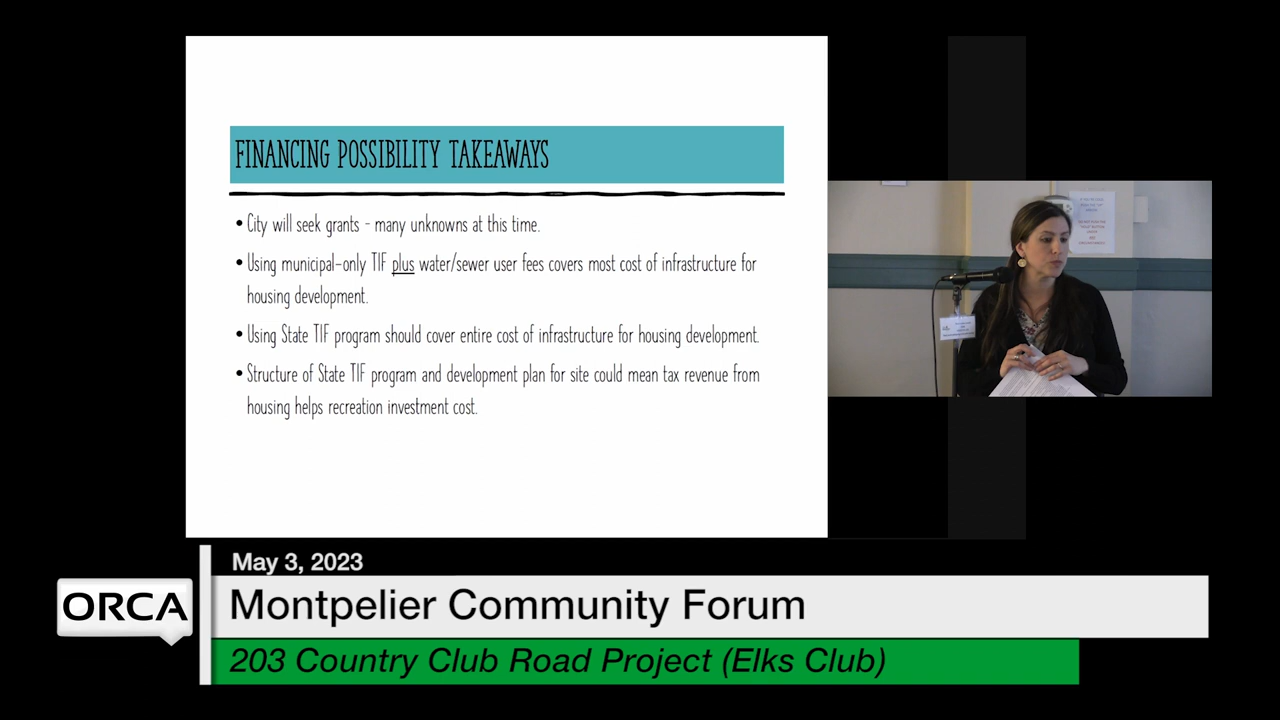 FINANCING POSSIBILITY TAKEAWAYS
• City will seek grants - many unknowns at this time.
• Using municipal-only TIF plus water/sewer user fees covers most cost of infrastructure for
housing development.
• Using State TIF program should cover entire cost of infrastructure for housing development.
• Structure of State TIF program and development plan for site could mean tax revenue from
housing helps recreation investment cost.
May 3, 2023
ORCA
Montpelier Community Forum
203 Country Club Road Project (Elks Club)